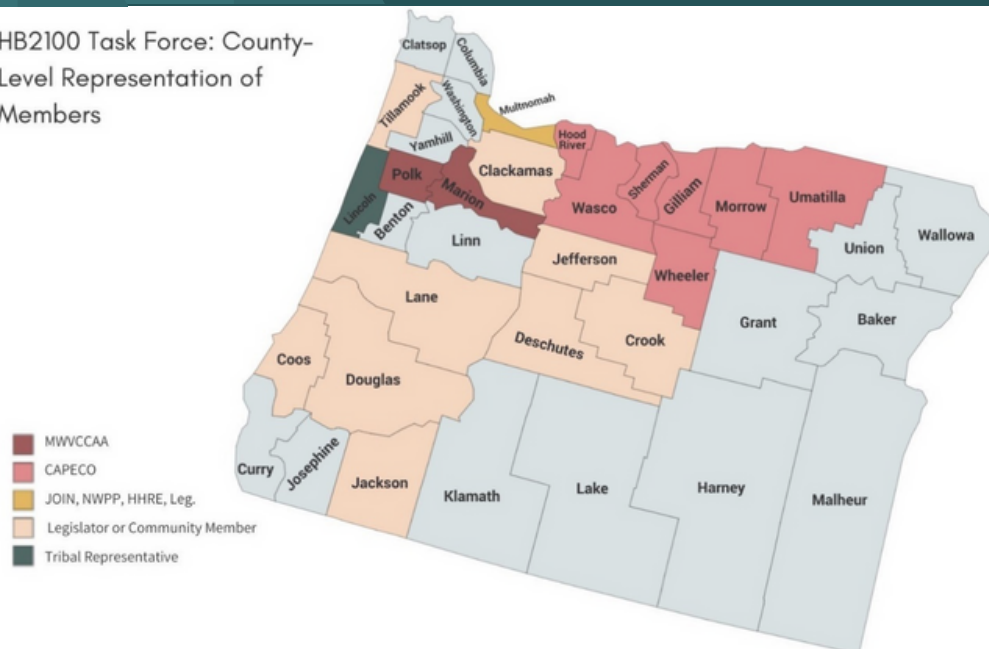 HB2100 Task Force: County-
Level Representation of
Members
Clatsop
Columbia
Tillamook
Washington
Multnomah
Yamhill
Hood
River
Clackamas
Polk
Marion
Sherman
Gilliam
Umatilla
Wasco
Morrow
Lincoln
Benton
Linn
Union
Wallowa
Jefferson
Wheeler
Lane
Grant
Baker
Deschutes
Crook
Coos
Douglas
Curry
Josephine
Jackson
Klamath
Lake
Harney
Malheur
MWVCCAA
CAPECO
JOIN, NWPP, HHRE, Leg.
Legislator or Community Member
Tribal Representative